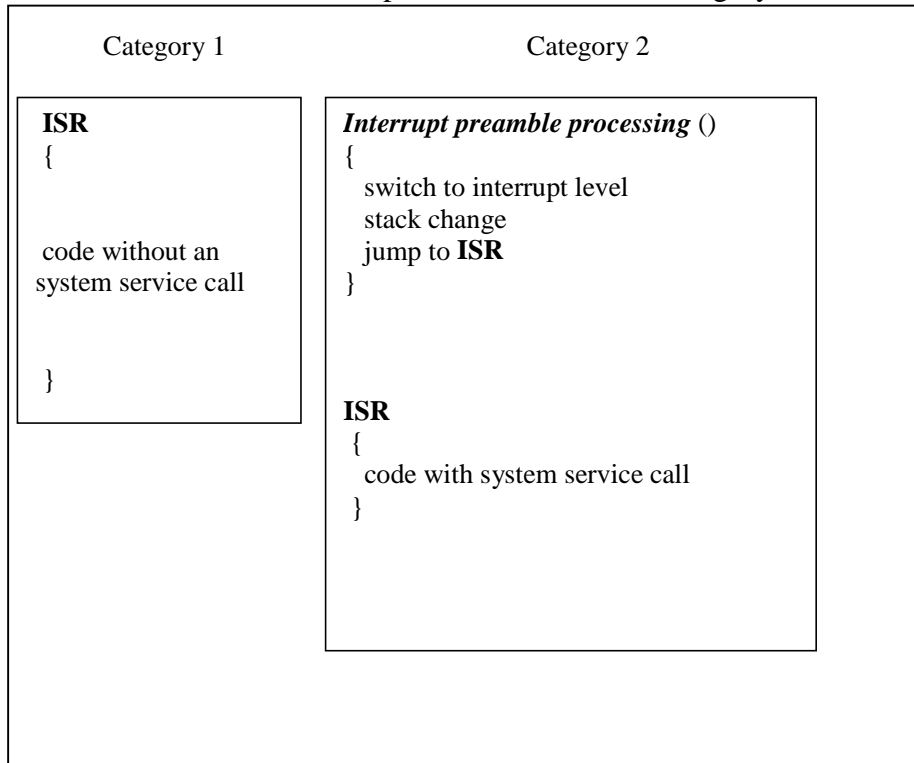 Category 1
Category 2
ISR
{
code without an
system service call
}
Interrupt preamble processing ()
{
switch to interrupt level
stack change
jump to ISR
}
ISR
{
code with system service call
}